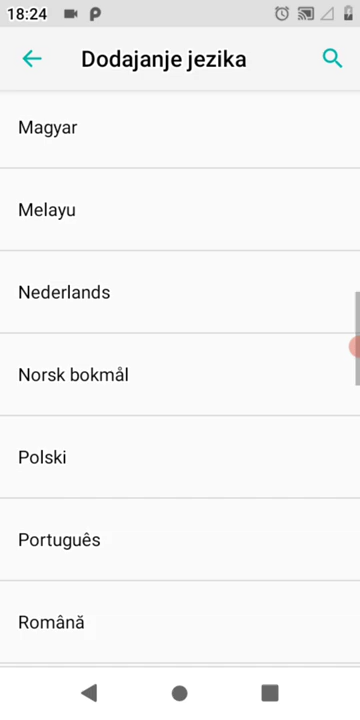 18:24
Dodajanje jezika
Magyar
Melayu
Nederlands
Norsk bokmål
Polski
Português
Română